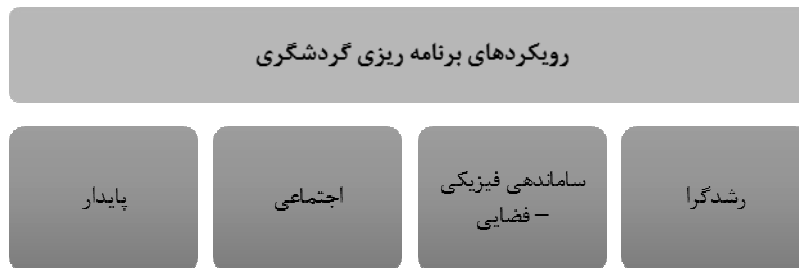 رویکردهای برنامه ریزی گردشگری
رشدگرا
ساماندهی فیزیکی
– فضایی
اجتماعی
پایدار